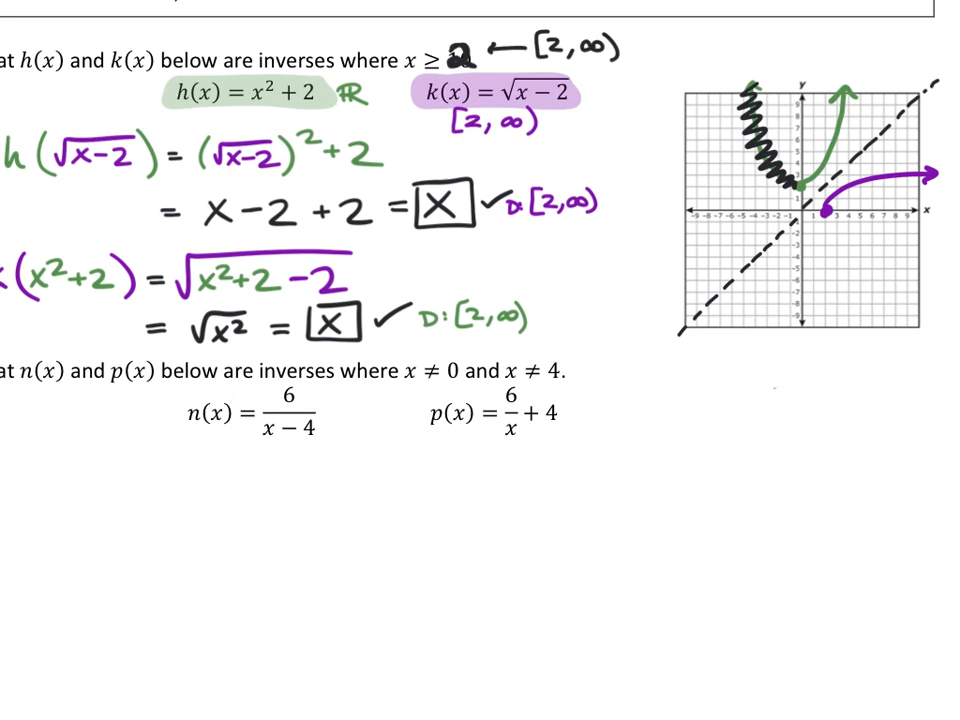 at h(x) and k(x) below are inverses where x ≥ 2 ← [2, ∞)
h(x) = x² + 2 ℝ k(x) = √(x − 2)
[2, ∞)
h(√(x−2)) = (√(x−2))² + 2
= x − 2 + 2 = x ✓ D: [2, ∞)
(x²+2) = √(x²+2 −2)
= √x² = x ✓ D: [2, ∞)
at n(x) and p(x) below are inverses where x ≠ 0 and x ≠ 4.
n(x) = 6/(x − 4) p(x) = 6/x + 4
y
x